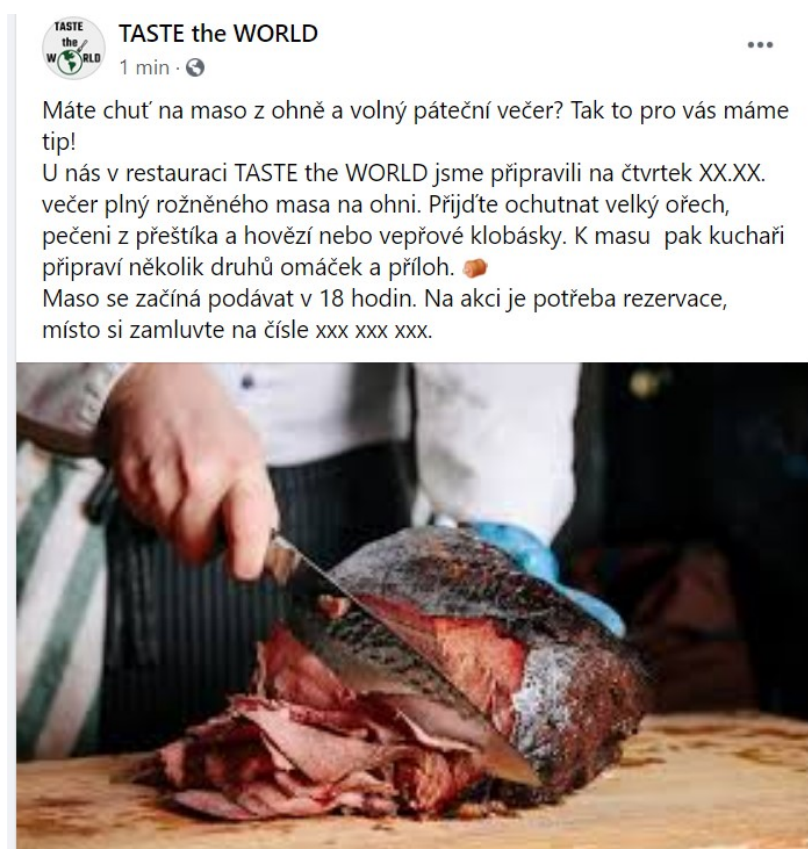 TASTE
the
WORLD
TASTE the WORLD
1 min ·
Máte chuť na maso z ohně a volný páteční večer? Tak to pro vás máme
tip!
U nás v restauraci TASTE the WORLD jsme připravili na čtvrtek XX.XX.
večer plný rožněného masa na ohni. Přijďte ochutnat velký ořech,
pečeni z přeštíka a hovězí nebo vepřové klobásky. K masu  pak kuchaři
připraví několik druhů omáček a příloh.
Maso se začíná podávat v 18 hodin. Na akci je potřeba rezervace,
místo si zamluvte na čísle xxx xxx xxx.